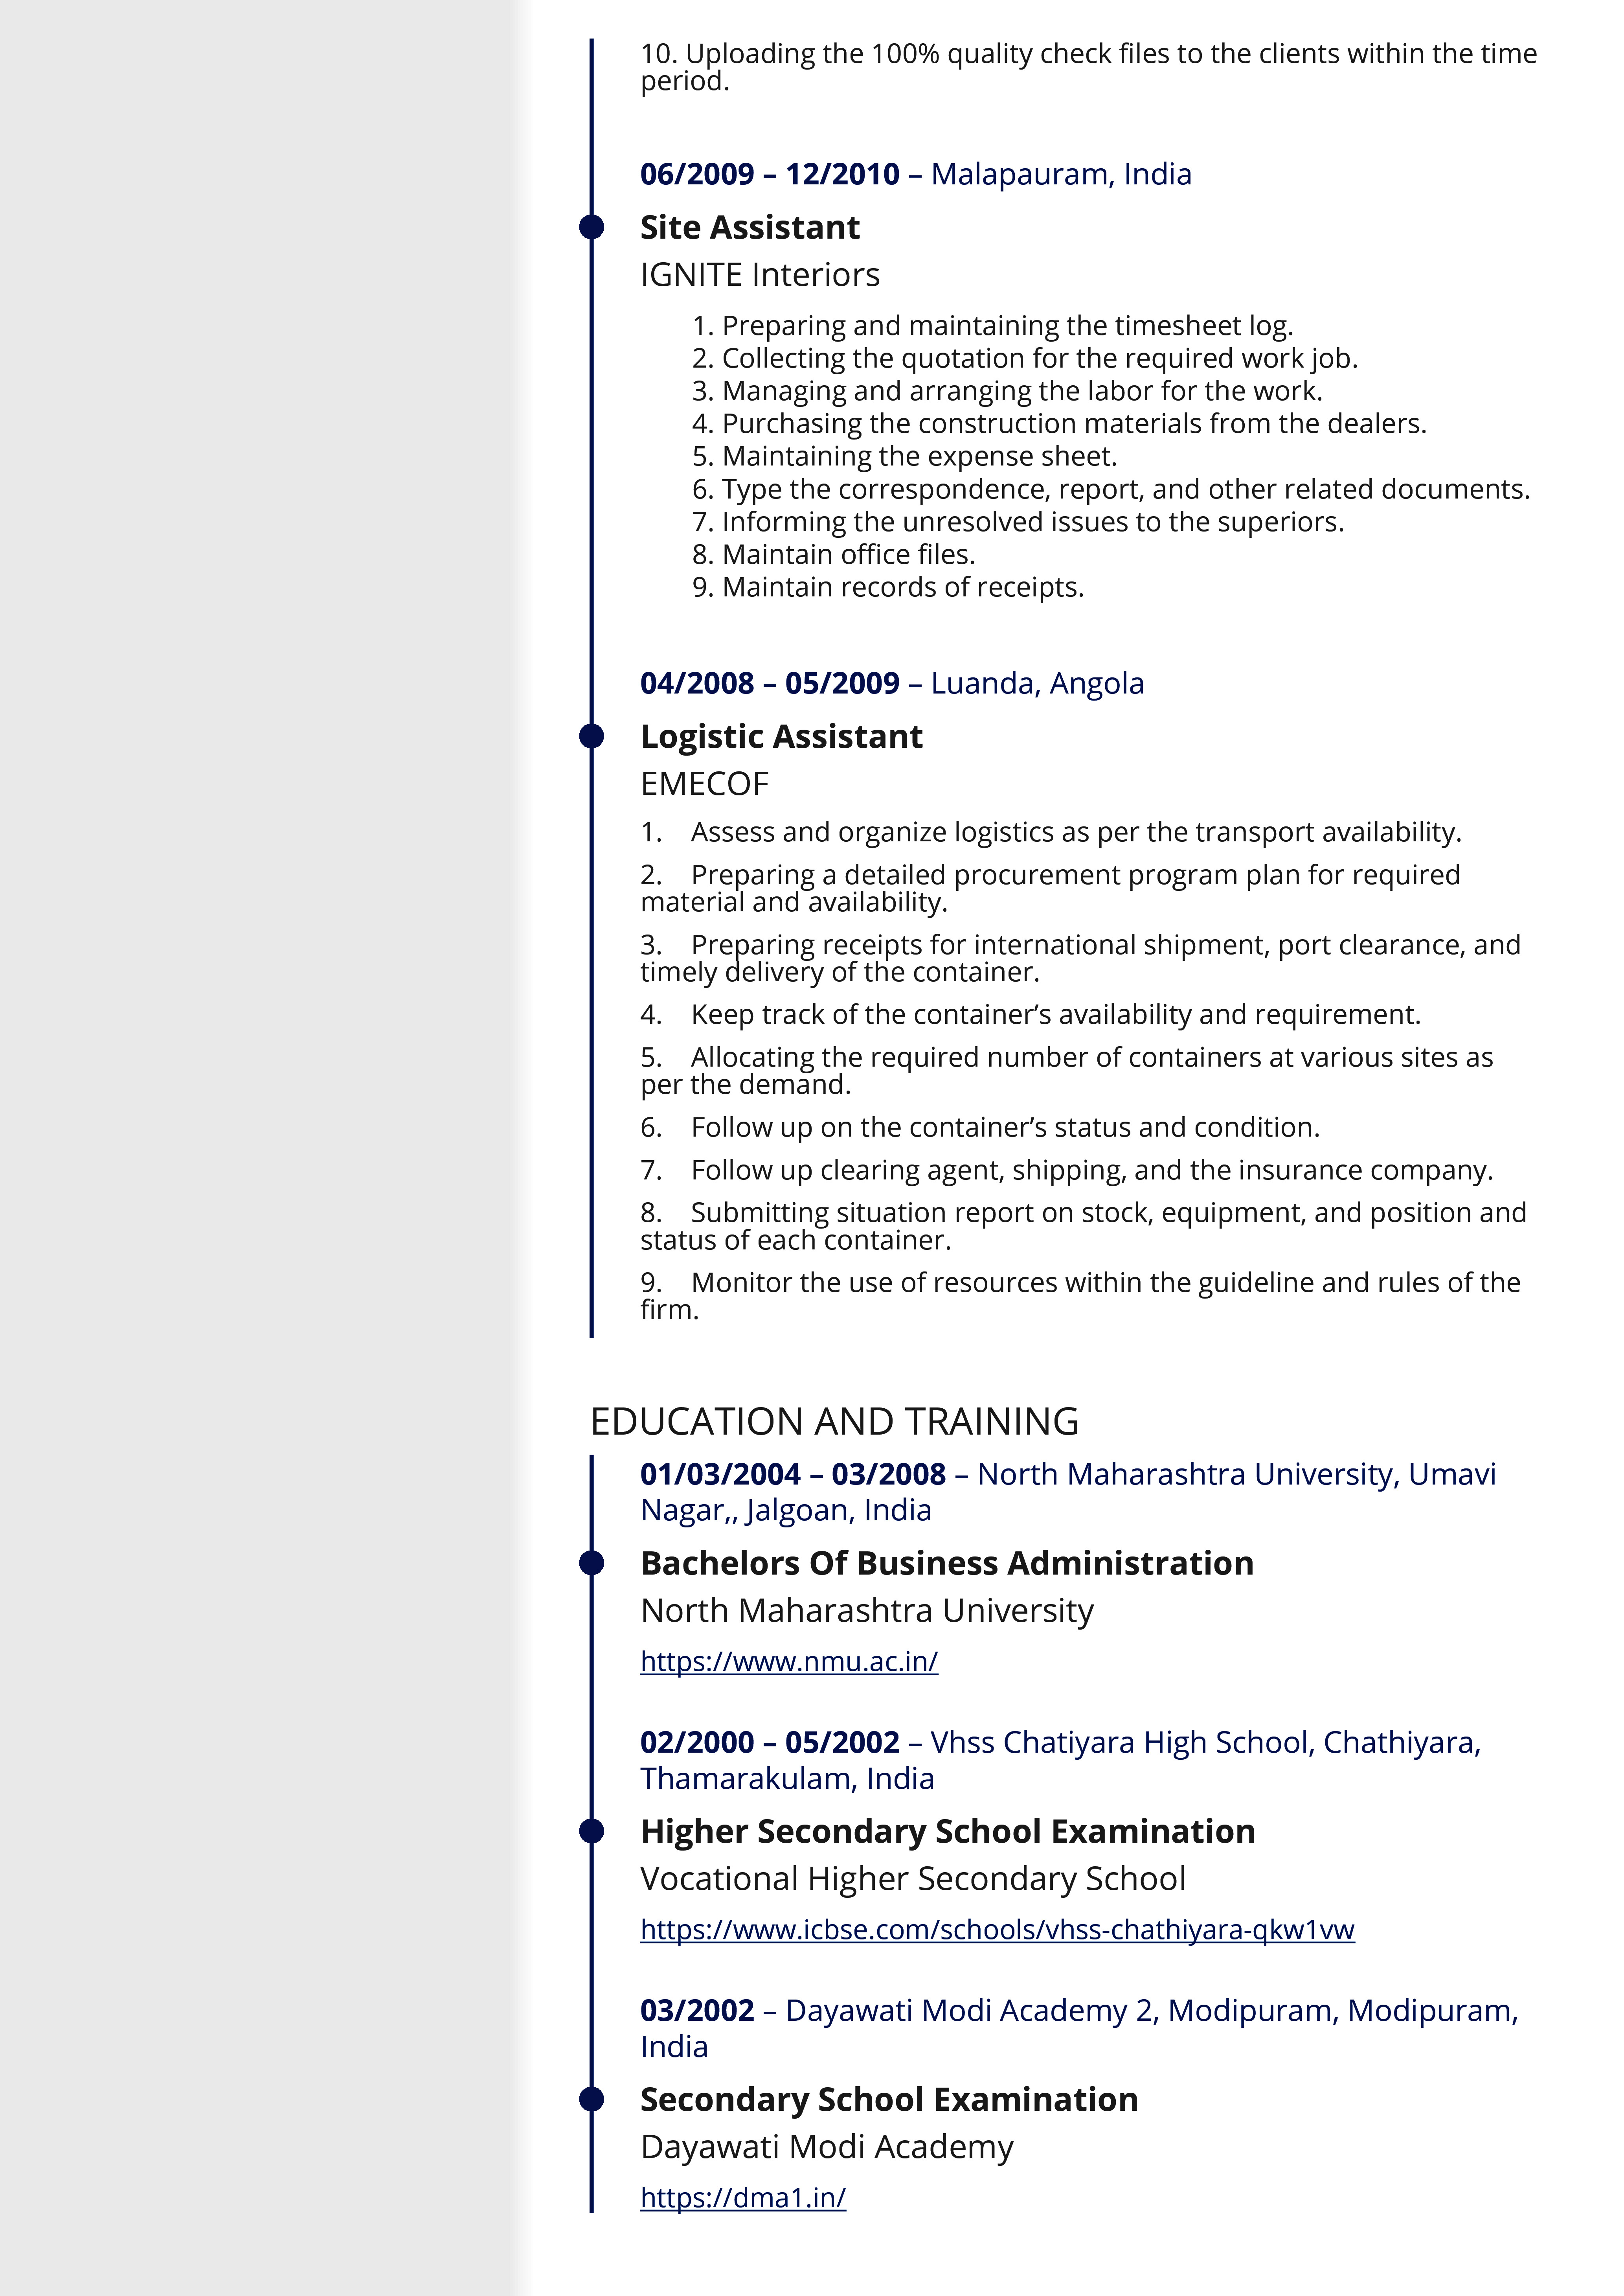 10. Uploading the 100% quality check files to the clients within the time
period.
06/2009 – 12/2010 – Malapauram, India
Site Assistant
IGNITE Interiors
1. Preparing and maintaining the timesheet log.
2. Collecting the quotation for the required work job.
3. Managing and arranging the labor for the work.
4. Purchasing the construction materials from the dealers.
5. Maintaining the expense sheet.
6. Type the correspondence, report, and other related documents.
7. Informing the unresolved issues to the superiors.
8. Maintain office files.
9. Maintain records of receipts.
04/2008 – 05/2009 – Luanda, Angola
Logistic Assistant
EMECOF
1. Assess and organize logistics as per the transport availability.
2. Preparing a detailed procurement program plan for required
material and availability.
3. Preparing receipts for international shipment, port clearance, and
timely delivery of the container.
4. Keep track of the container’s availability and requirement.
5. Allocating the required number of containers at various sites as
per the demand.
6. Follow up on the container’s status and condition.
7. Follow up clearing agent, shipping, and the insurance company.
8. Submitting situation report on stock, equipment, and position and
status of each container.
9. Monitor the use of resources within the guideline and rules of the
firm.
EDUCATION AND TRAINING
01/03/2004 – 03/2008 – North Maharashtra University, Umavi
Nagar,, Jalgoan, India
Bachelors Of Business Administration
North Maharashtra University
https://www.nmu.ac.in/
02/2000 – 05/2002 – Vhss Chatiyara High School, Chathiyara,
Thamarakulam, India
Higher Secondary School Examination
Vocational Higher Secondary School
https://www.icbse.com/schools/vhss-chathiyara-qkw1vw
03/2002 – Dayawati Modi Academy 2, Modipuram, Modipuram,
India
Secondary School Examination
Dayawati Modi Academy
https://dma1.in/